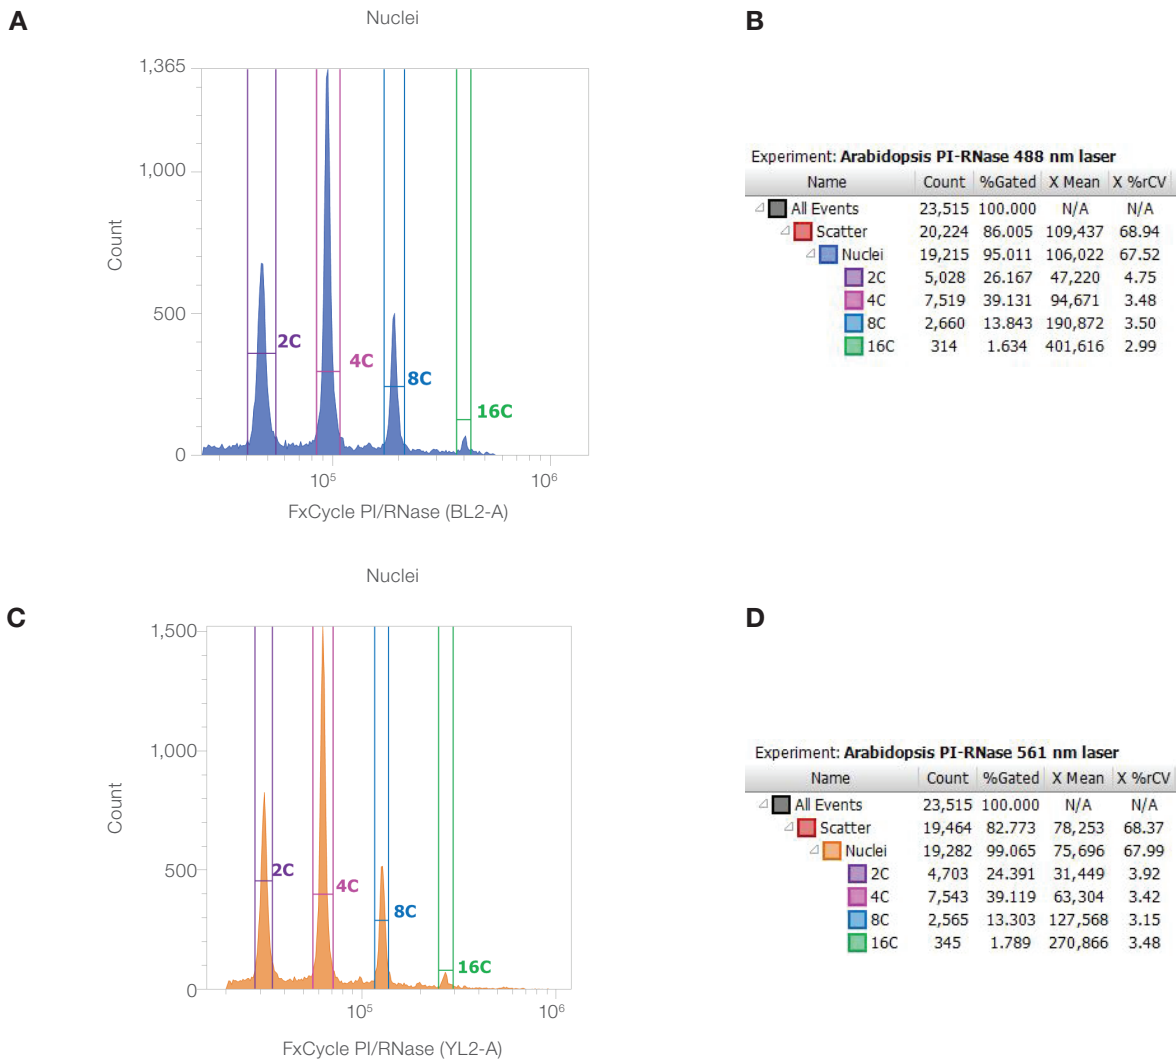 A
Nuclei
1,365
1,000
500
0
Count
2C
4C
8C
16C
10⁵
10⁶
FxCycle PI/RNase (BL2-A)
B
Experiment: Arabidopsis PI-RNase 488 nm laser
Name Count %Gated X Mean X %rCV
All Events 23,515 100.000 N/A N/A
Scatter 20,224 86.005 109,437 68.94
Nuclei 19,215 95.011 106,022 67.52
2C 5,028 26.167 47,220 4.75
4C 7,519 39.131 94,671 3.48
8C 2,660 13.843 190,872 3.50
16C 314 1.634 401,616 2.99
C
Nuclei
1,500
1,000
500
0
Count
2C
4C
8C
16C
10⁵
10⁶
FxCycle PI/RNase (YL2-A)
D
Experiment: Arabidopsis PI-RNase 561 nm laser
Name Count %Gated X Mean X %rCV
All Events 23,515 100.000 N/A N/A
Scatter 19,464 82.773 78,253 68.37
Nuclei 19,282 99.065 75,696 67.99
2C 4,703 24.391 31,449 3.92
4C 7,543 39.119 63,304 3.42
8C 2,565 13.303 127,568 3.15
16C 345 1.789 270,866 3.48